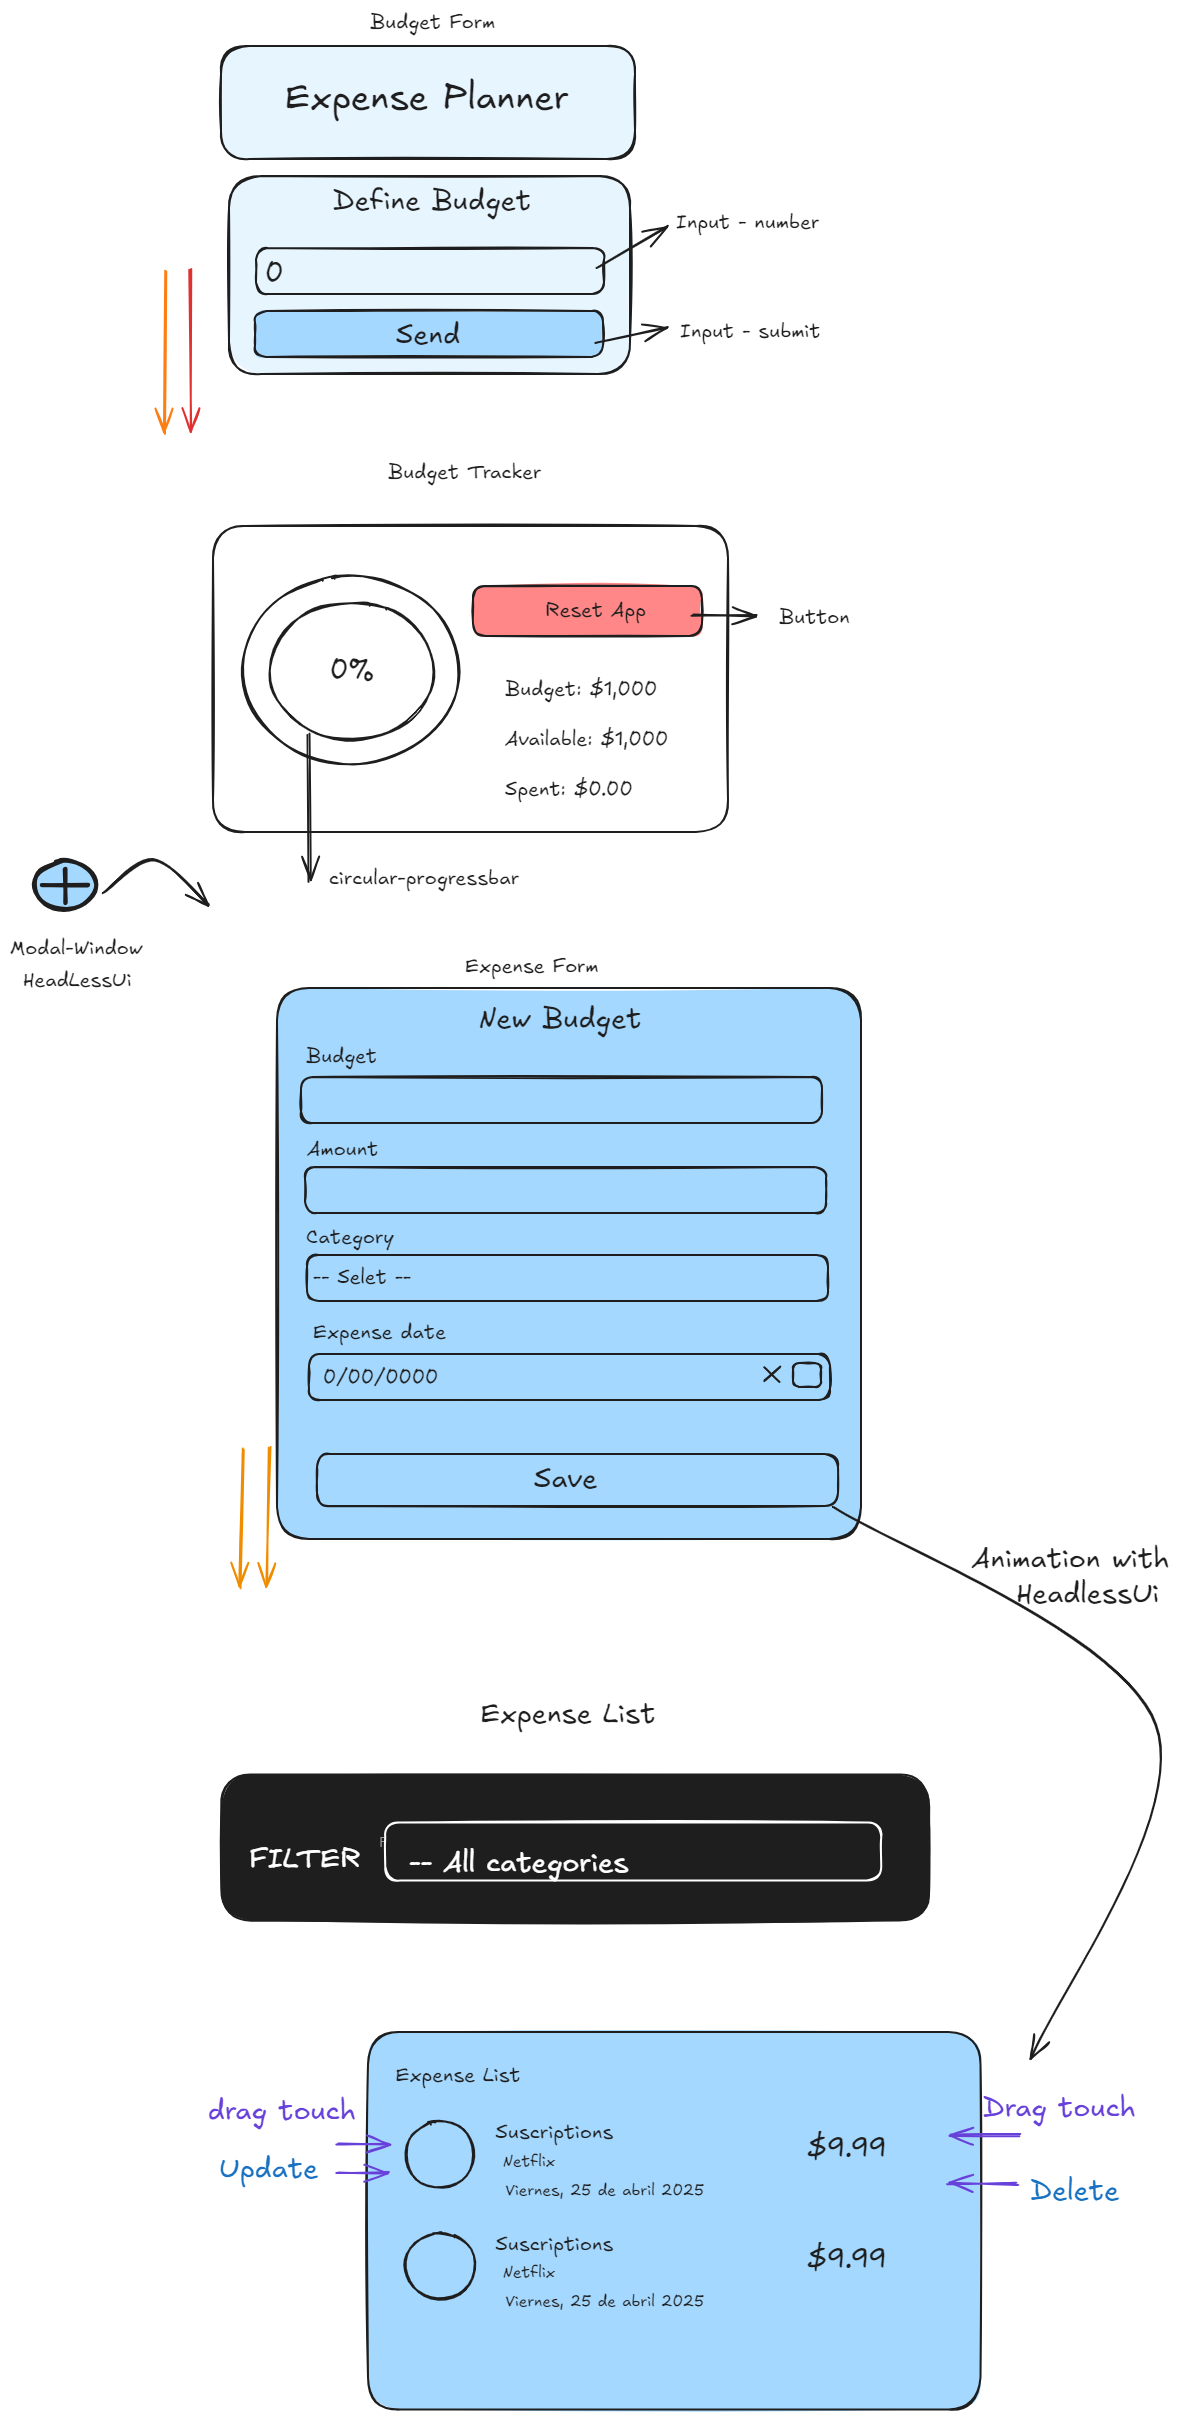 Budget Form
Expense Planner
Define Budget
Input - number
0
Send
Input - submit
Budget Tracker
Reset App
Button
0%
Budget: $1,000
Available: $1,000
Spent: $0.00
circular-progressbar
Modal-Window
HeadLessUi
Expense Form
New Budget
Budget
Amount
Category
-- Selet --
Expense date
0/00/0000
Save
Animation with
HeadlessUi
Expense List
FILTER
-- All categories
Expense List
drag touch
Drag touch
Suscriptions
$9.99
Netflix
Update
Viernes, 25 de abril 2025
Delete
Suscriptions
$9.99
Netflix
Viernes, 25 de abril 2025